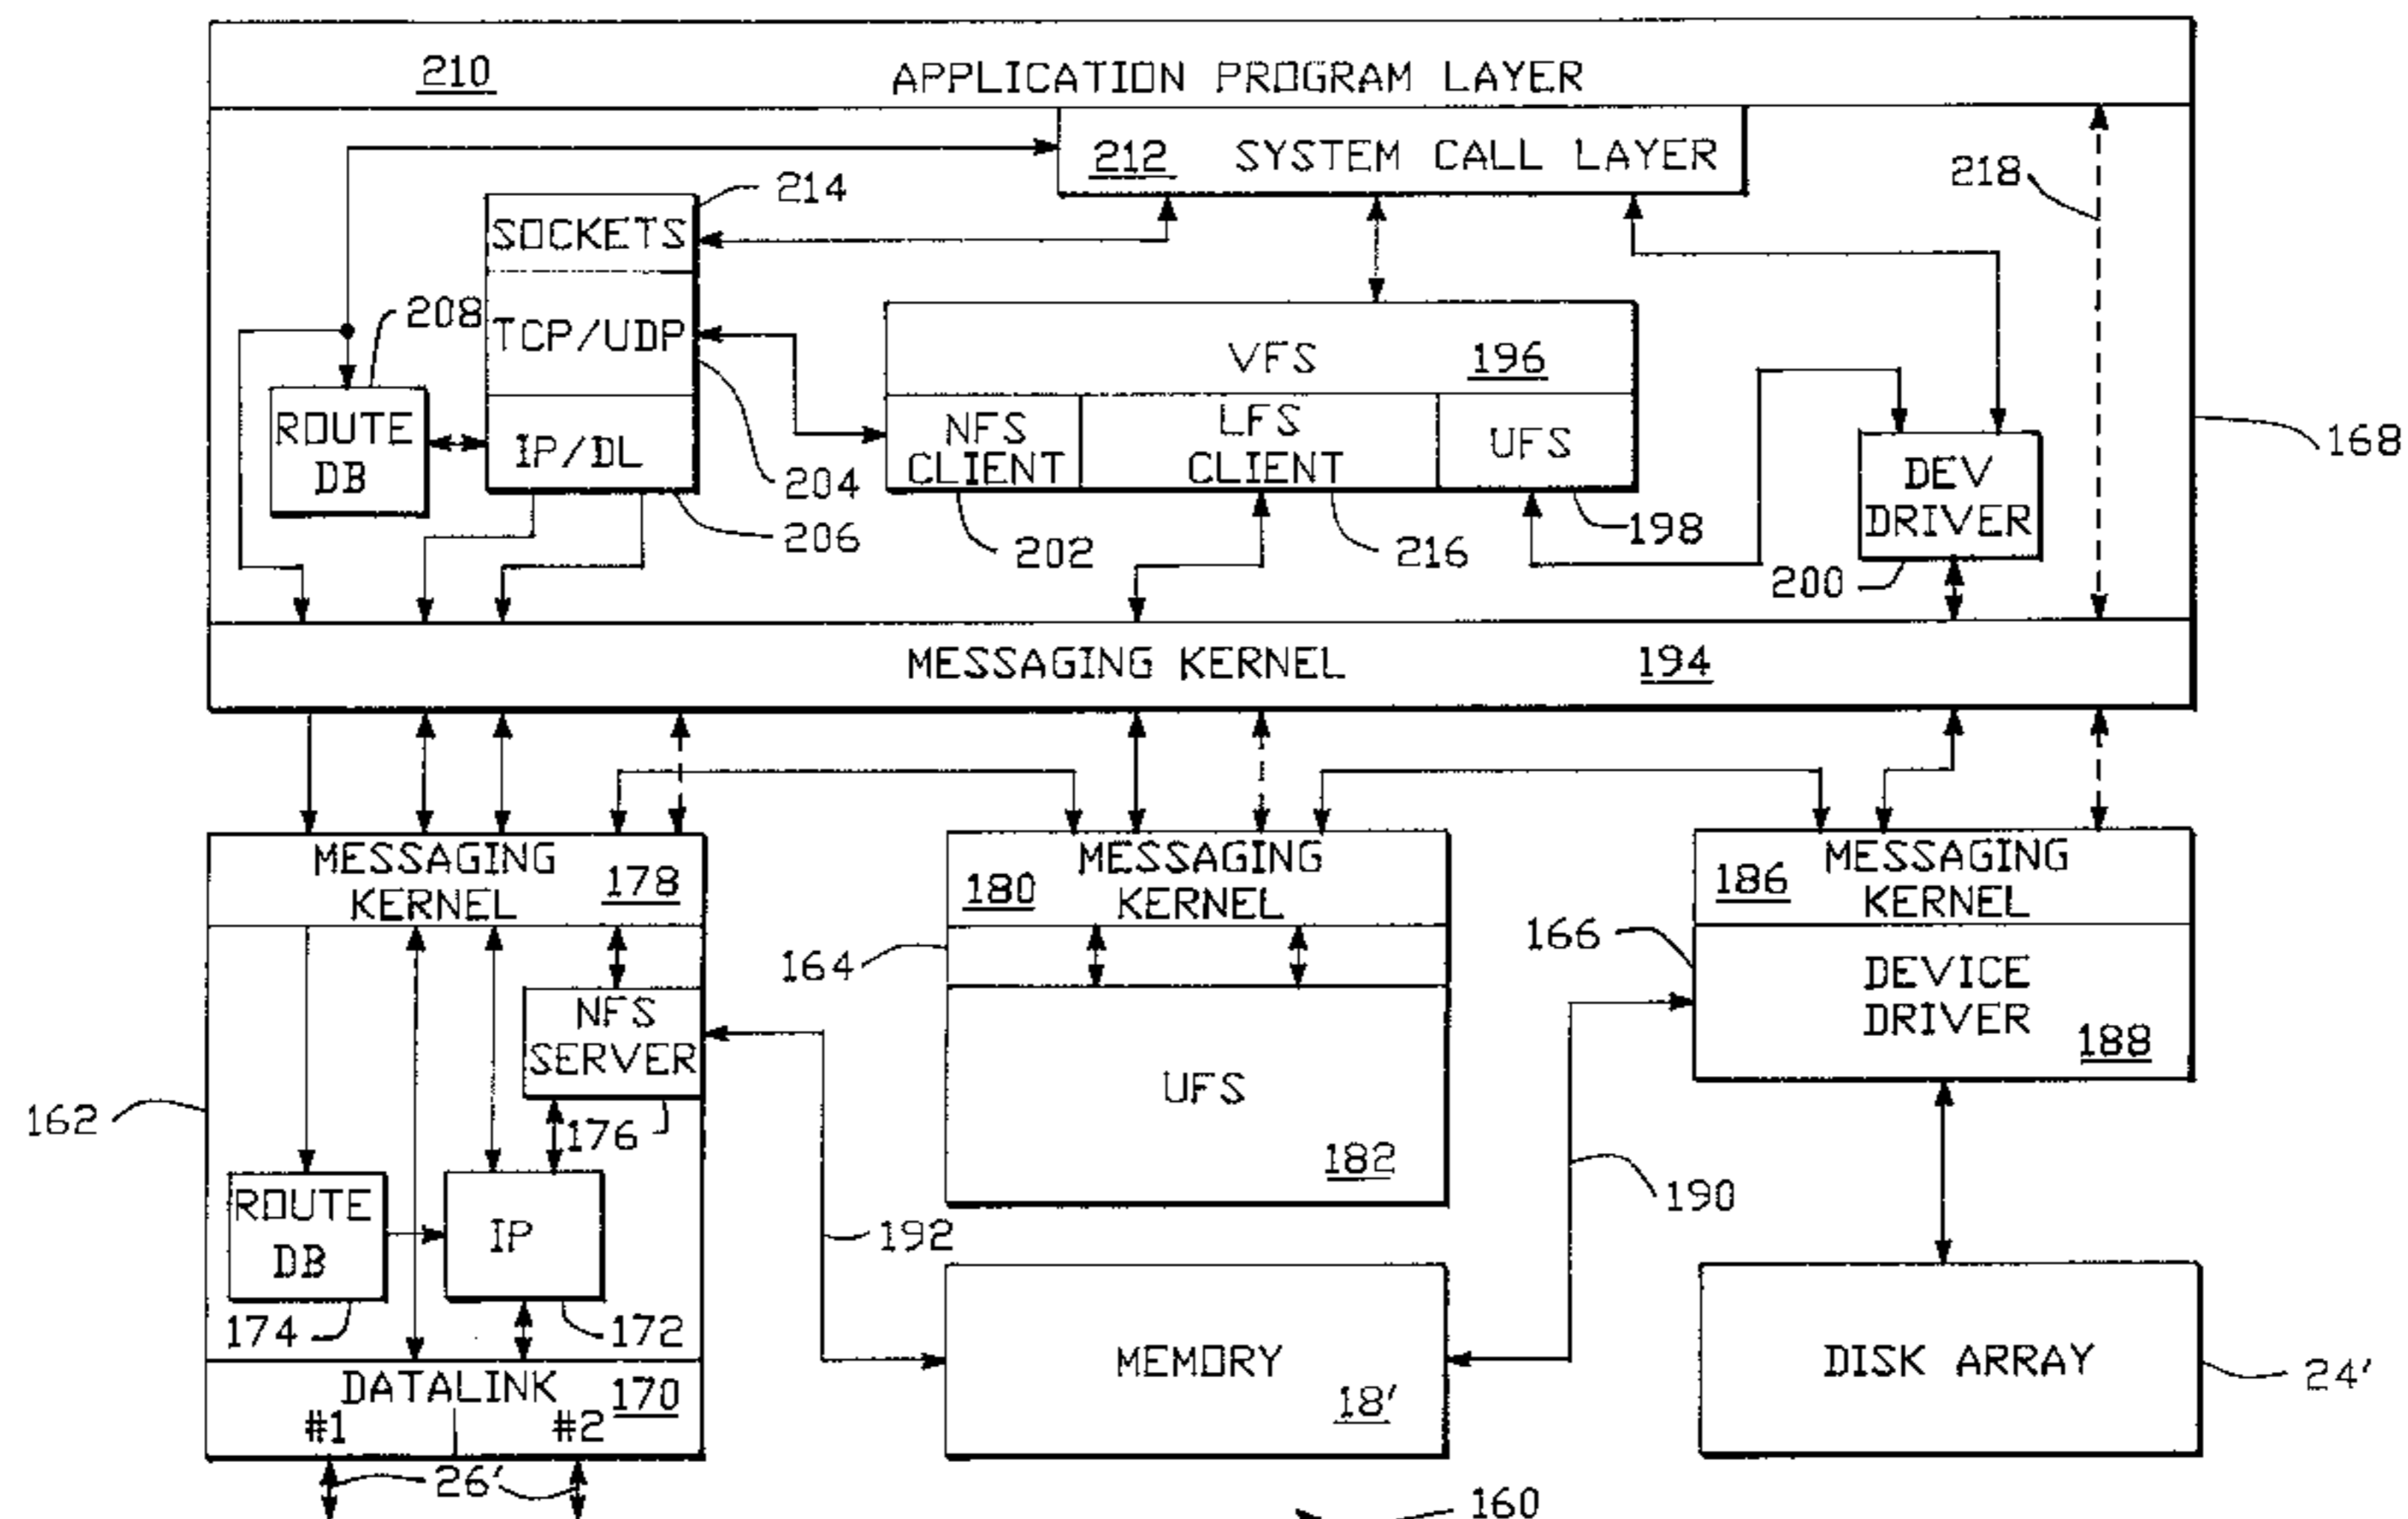 210 APPLICATION PROGRAM LAYER
212 SYSTEM CALL LAYER
218
214
SOCKETS
208
TCP/UDP
VFS 196
ROUTE
DB
IP/DL
NFS
CLIENT
LFS
CLIENT
UFS
168
204
DEV
DRIVER
206
202
216
198
200
MESSAGING KERNEL 194
MESSAGING
KERNEL
178
180
MESSAGING
KERNEL
186
MESSAGING
KERNEL
164
166
NFS
SERVER
DEVICE
DRIVER
188
UFS
162
176
182
190
ROUTE
DB
IP
192
174
172
MEMORY
18'
DISK ARRAY
24'
DATALINK 170
#1 #2
26'
160